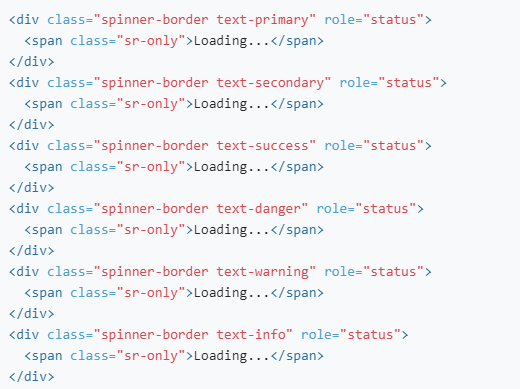 <div class="spinner-border text-primary" role="status">
  <span class="sr-only">Loading...</span>
</div>
<div class="spinner-border text-secondary" role="status">
  <span class="sr-only">Loading...</span>
</div>
<div class="spinner-border text-success" role="status">
  <span class="sr-only">Loading...</span>
</div>
<div class="spinner-border text-danger" role="status">
  <span class="sr-only">Loading...</span>
</div>
<div class="spinner-border text-warning" role="status">
  <span class="sr-only">Loading...</span>
</div>
<div class="spinner-border text-info" role="status">
  <span class="sr-only">Loading...</span>
</div>